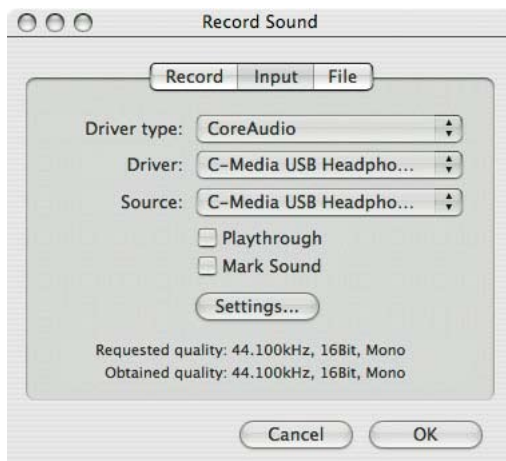 Record Sound
Record Input File
Driver type: CoreAudio
Driver: C-Media USB Headpho...
Source: C-Media USB Headpho...
Playthrough
Mark Sound
Settings...
Requested quality: 44.100kHz, 16Bit, Mono
Obtained quality: 44.100kHz, 16Bit, Mono
Cancel OK